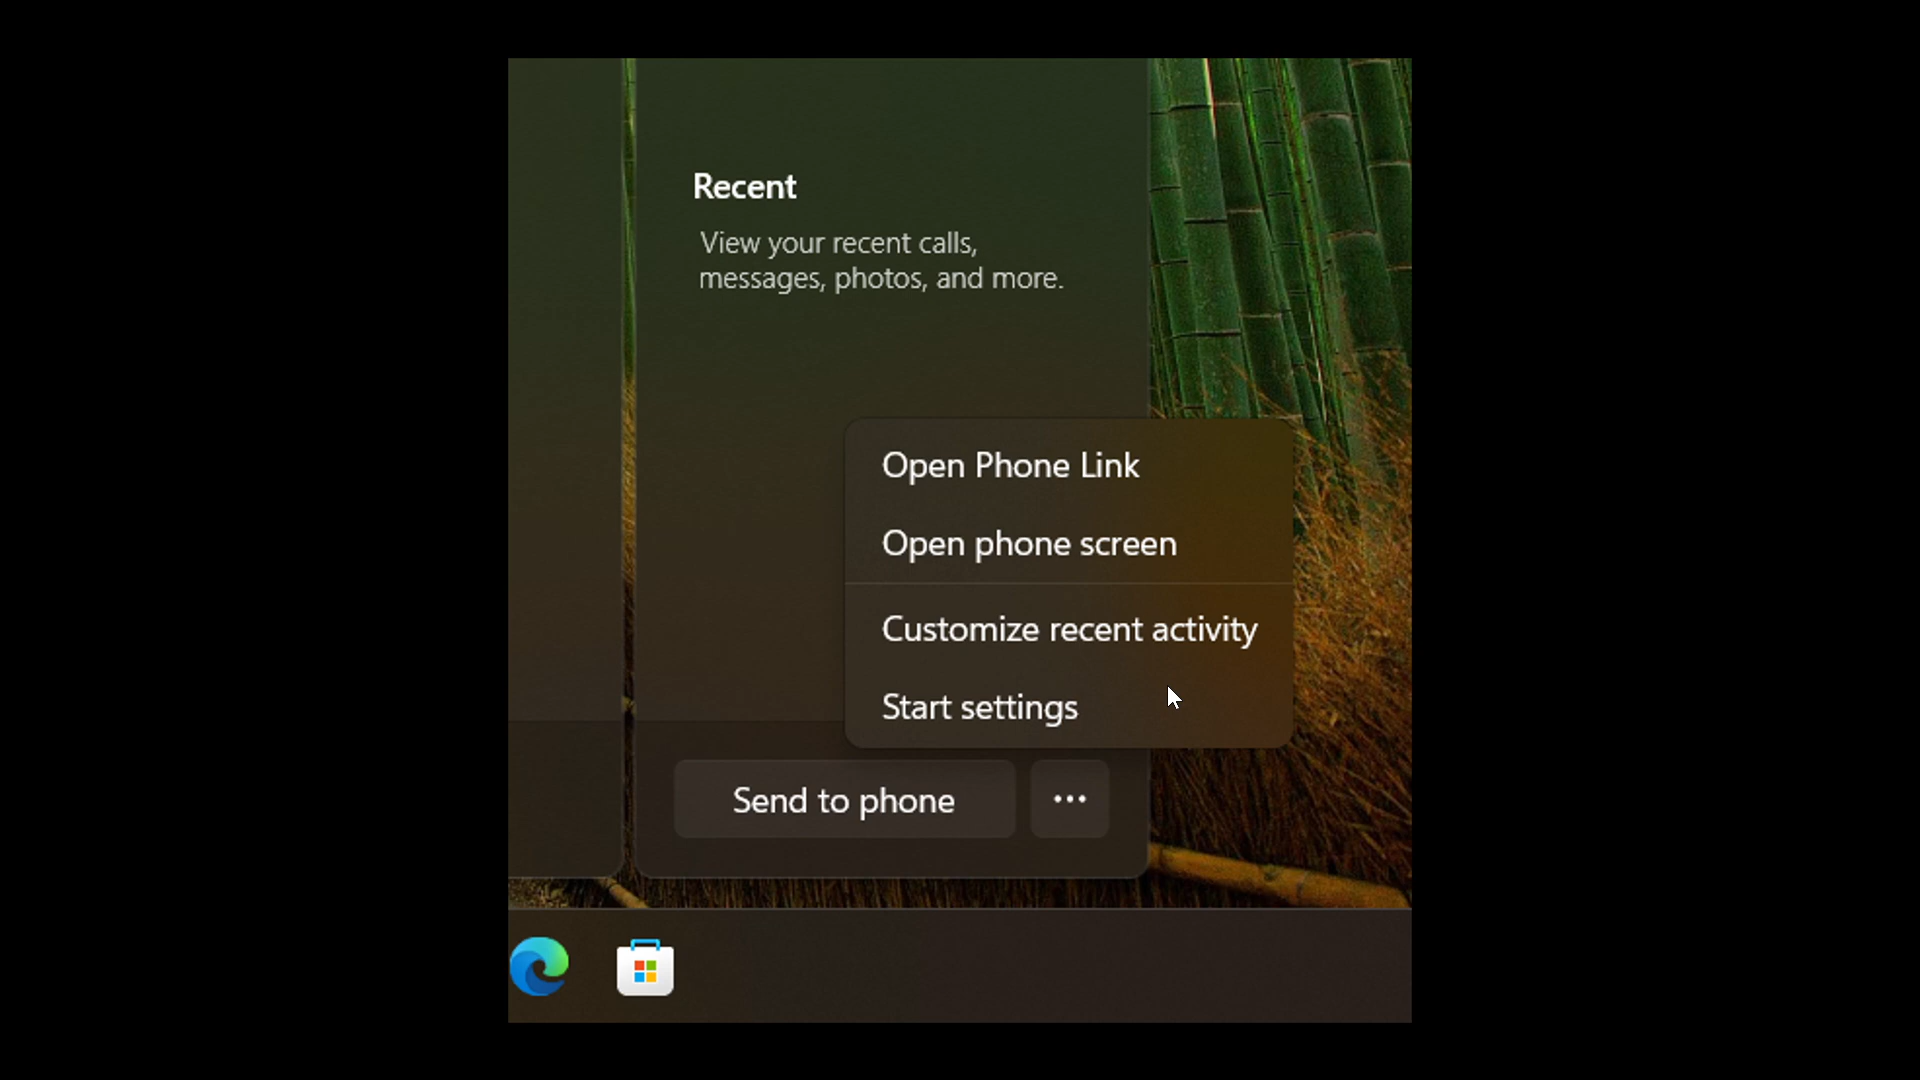 Recent
View your recent calls,
messages, photos, and more.
Open Phone Link
Open phone screen
Customize recent activity
Start settings
Send to phone